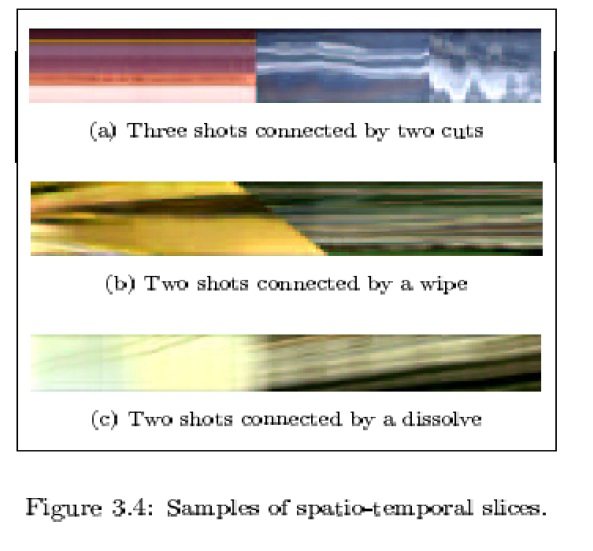 (a) Three shots connected by two cuts
(b) Two shots connected by a wipe
(c) Two shots connected by a dissolve
Figure 3.4: Samples of spatio-temporal slices.